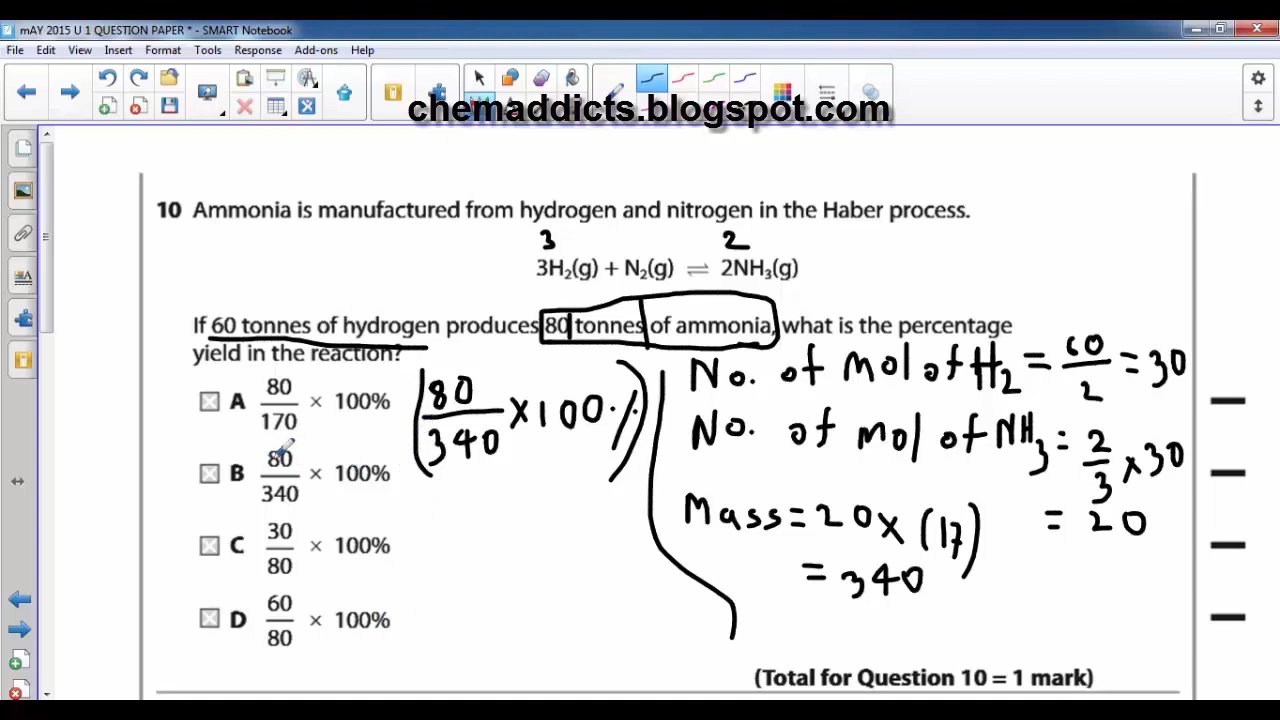 mAY 2015 U 1 QUESTION PAPER * - SMART Notebook
File Edit View Insert Format Tools Response Add-ons Help
chemaddicts.blogspot.com
10 Ammonia is manufactured from hydrogen and nitrogen in the Haber process.
3 2
3H₂(g) + N₂(g) ⇌ 2NH₃(g)
If 60 tonnes of hydrogen produces 80 tonnes of ammonia, what is the percentage
yield in the reaction?
A 80/170 × 100%
B 80/340 × 100%
C 30/80 × 100%
D 60/80 × 100%
(80/340 × 100 %)
No. of mol of H₂ = 60/2 = 30
No. of mol of NH₃ = 2/3 × 30
= 20
Mass = 20 × (17)
= 340
(Total for Question 10 = 1 mark)